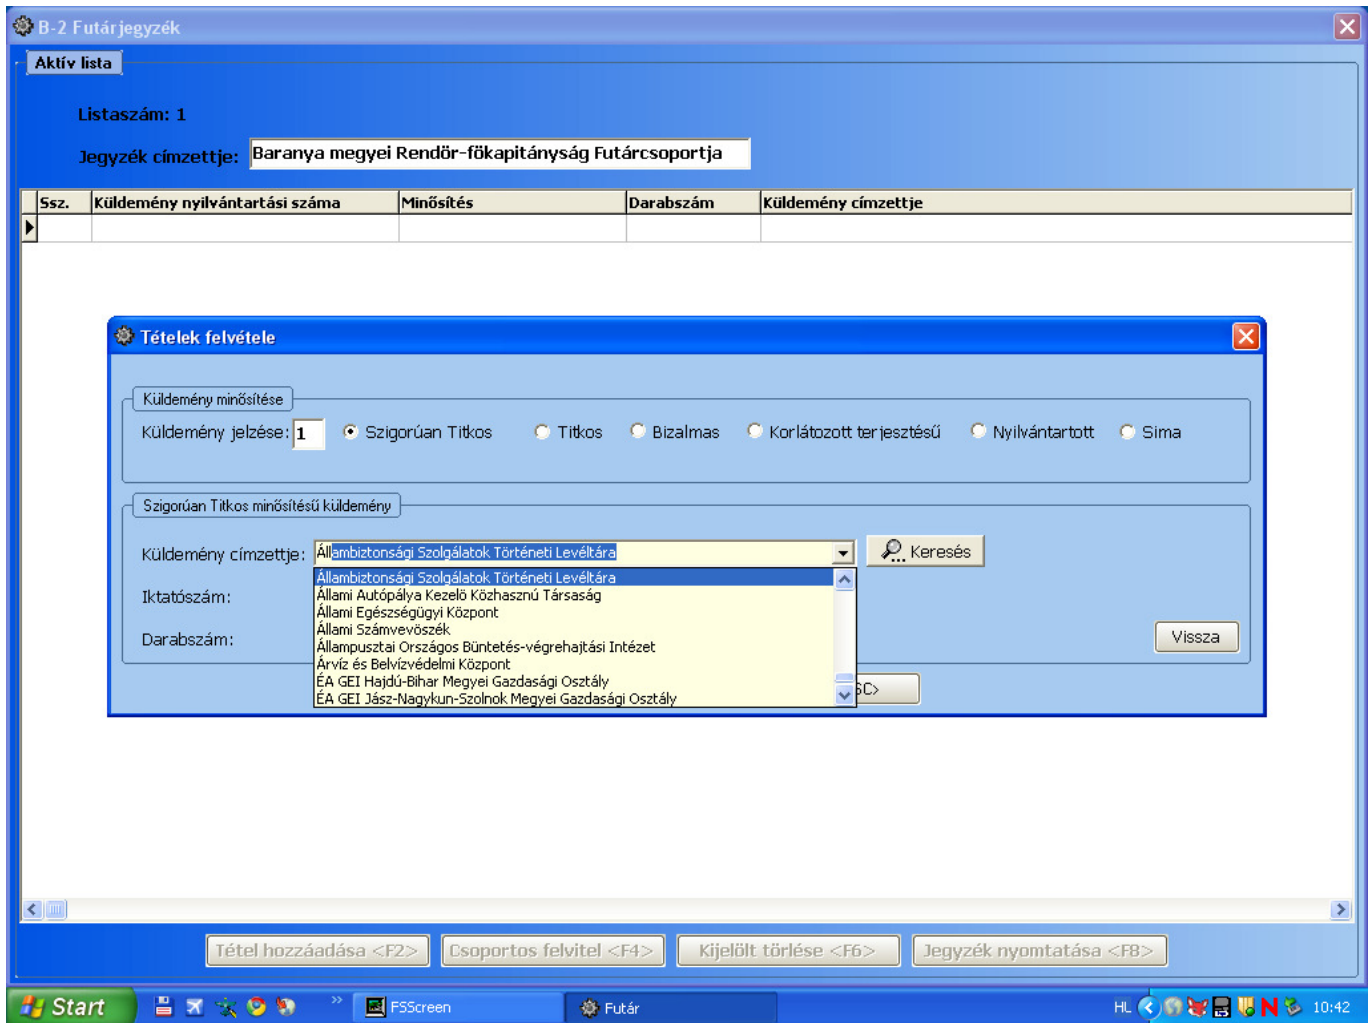 B-2 Futárjegyzék
Aktív lista
Listaszám: 1
Jegyzék címzettje: Baranya megyei Rendör-fökapitányság Futárcsoportja
Ssz. Küldemény nyilvántartási száma Minősítés Darabszám Küldemény címzettje
Tételek felvétele
Küldemény minősítése
Küldemény jelzése: 1 Szigorúan Titkos Titkos Bizalmas Korlátozott terjesztésű Nyilvántartott Sima
Szigorúan Titkos minősítésű küldemény
Küldemény címzettje: Állambiztonsági Szolgálatok Történeti Levéltára Keresés
Állambiztonsági Szolgálatok Történeti Levéltára
Iktatószám: Állami Autópálya Kezelö Közhasznú Társaság
Állami Egészségügyi Központ
Állami Számvevöszék
Darabszám: Állampusztai Országos Büntetés-végrehajtási Intézet Vissza
Árvíz és Belvízvédelmi Központ
ÉA GEI Hajdú-Bihar Megyei Gazdasági Osztály
ÉA GEI Jász-Nagykun-Szolnok Megyei Gazdasági Osztály
Tétel hozzáadása <F2> Csoportos felvitel <F4> Kijelölt törlése <F6> Jegyzék nyomtatása <F8>
Start » FSScreen Futár HL 10:42